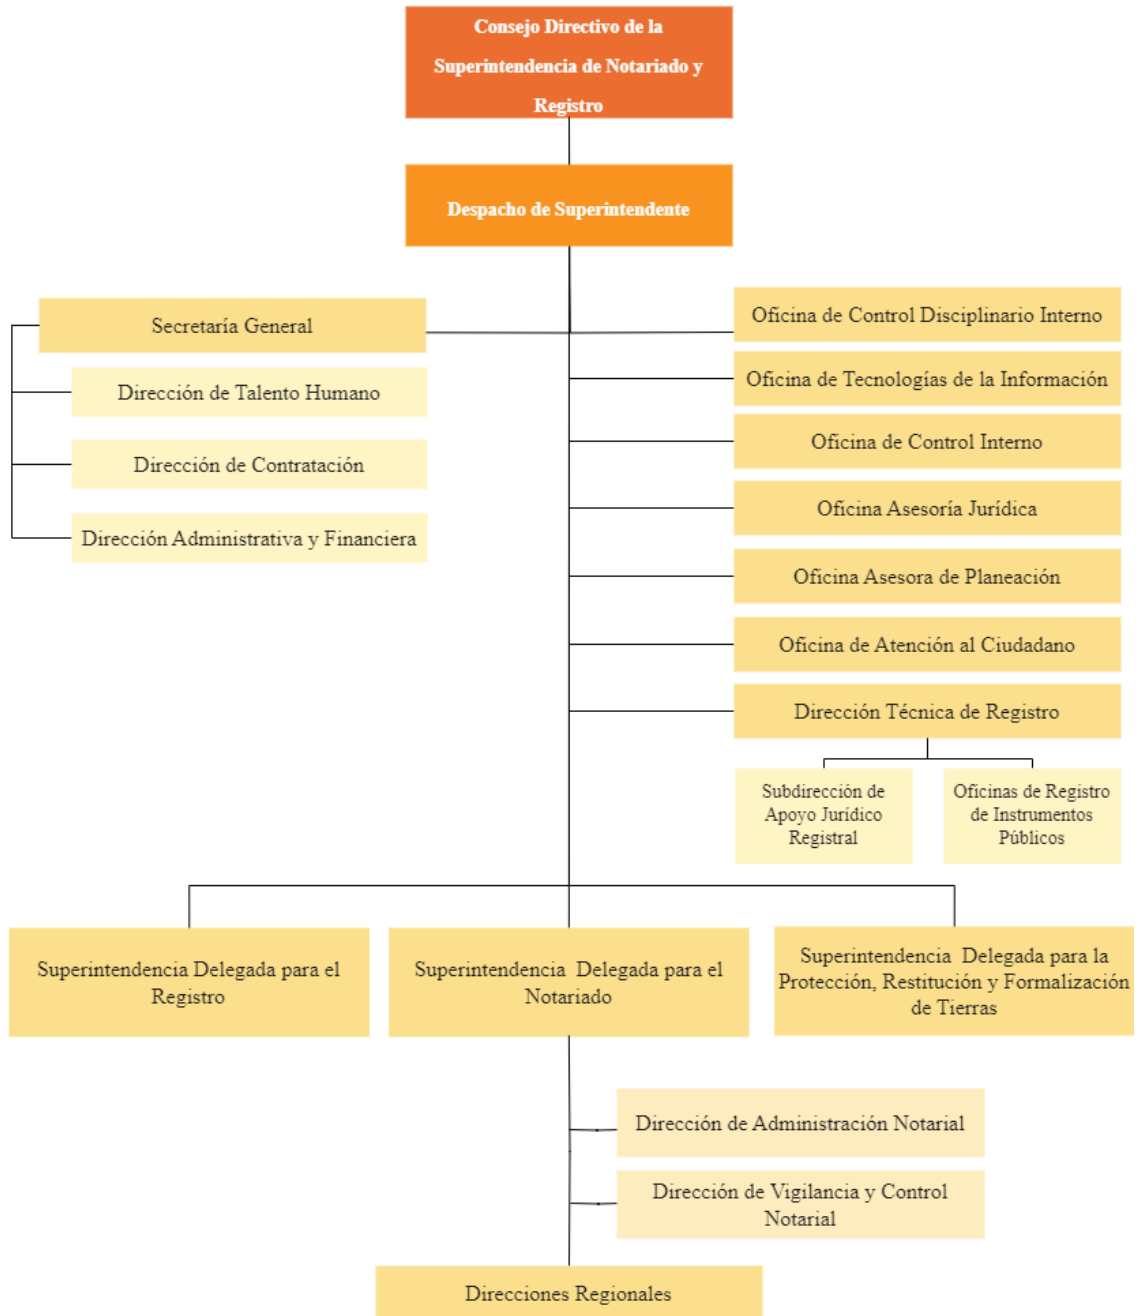 Consejo Directivo de la
Superintendencia de Notariado y
Registro
Despacho de Superintendente
Secretaría General
Dirección de Talento Humano
Dirección de Contratación
Dirección Administrativa y Financiera
Oficina de Control Disciplinario Interno
Oficina de Tecnologías de la Información
Oficina de Control Interno
Oficina Asesoría Jurídica
Oficina Asesora de Planeación
Oficina de Atención al Ciudadano
Dirección Técnica de Registro
Subdirección de
Apoyo Jurídico
Registral
Oficinas de Registro
de Instrumentos
Públicos
Superintendencia Delegada para el
Registro
Superintendencia Delegada para el
Notariado
Superintendencia Delegada para la
Protección, Restitución y Formalización
de Tierras
Dirección de Administración Notarial
Dirección de Vigilancia y Control
Notarial
Direcciones Regionales